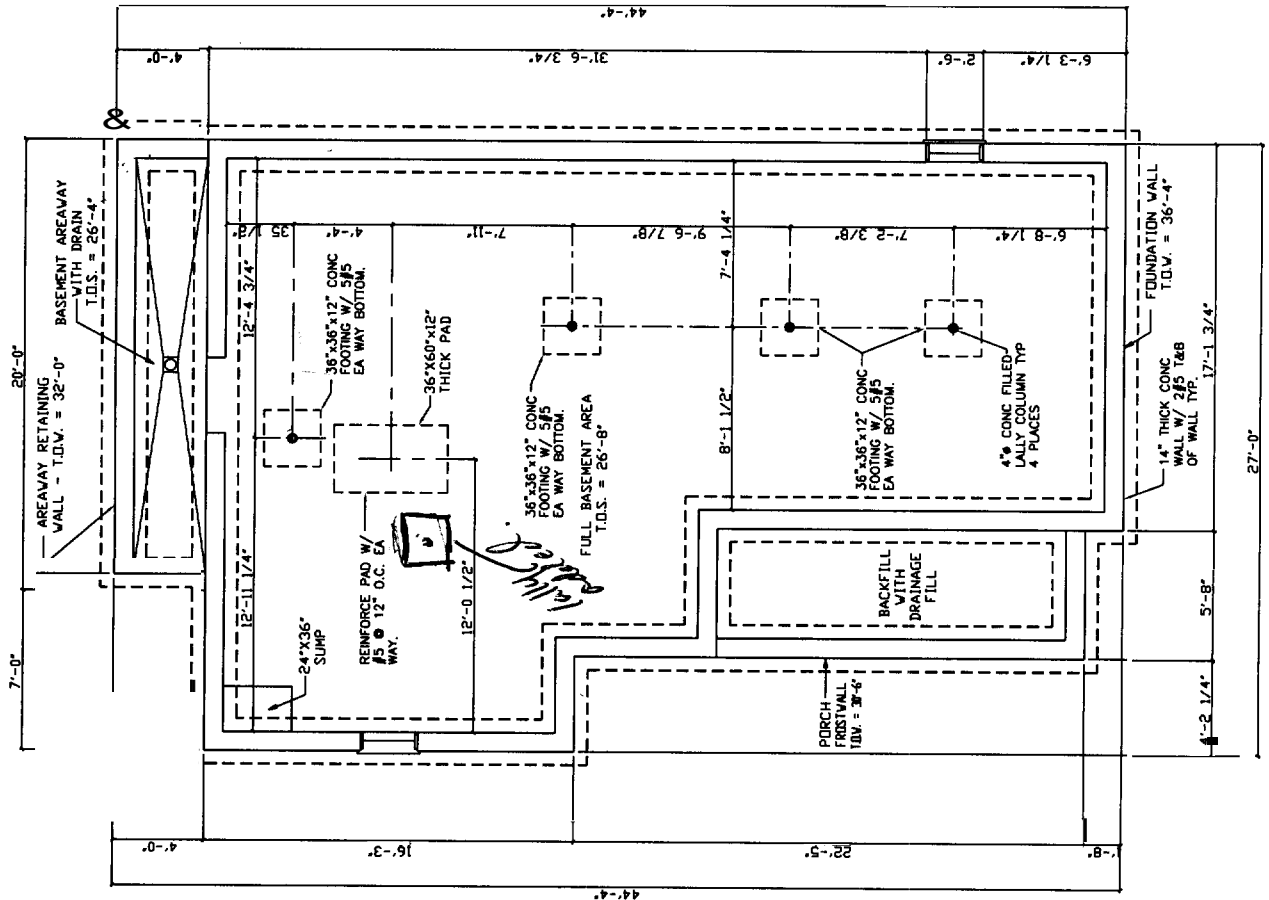 44'-4"
4'-0"
31'-6 3/4"
2'-6"
6'-3 1/4"
&
20'-0"
7'-0"
AREAWAY RETAINING
WALL - T.O.W. = 32'-0"
BASEMENT AREAWAY
WITH DRAIN
T.O.S. = 26'-4"
35 1/2"
4'-4"
7'-11"
9'-6 7/8"
7'-2 3/8"
6'-8 1/4"
12'-4 3/4"
12'-11 1/4"
7'-4 1/4"
8'-1 1/2"
36"x36"x12" CONC
FOOTING W/ 5#5
EA WAY BOTTOM.
36"x60"x12"
THICK PAD
REINFORCE PAD W/
#5 @ 12" O.C. EA
WAY.
12'-0 1/2"
24"X36"
SUMP
36"x36"x12" CONC
FOOTING W/ 5#5
EA WAY BOTTOM.
FULL BASEMENT AREA
T.O.S. = 26'-8"
36"x36"x12" CONC
FOOTING W/ 5#5
EA WAY BOTTOM.
4"ø CONC FILLED
LALLY COLUMN TYP
4 PLACES
FOUNDATION WALL
T.O.W. = 36'-4"
14" THICK CONC
WALL W/ 2#5 T&B
OF WALL TYP.
BACKFILL
WITH
DRAINAGE
FILL
PORCH
FROSTWALL
T.O.W. = 30'-6"
17'-1 3/4"
5'-8"
4'-2 1/4"
27'-0"
4'-0"
16'-3"
22'-5"
1'-8"
44'-4"